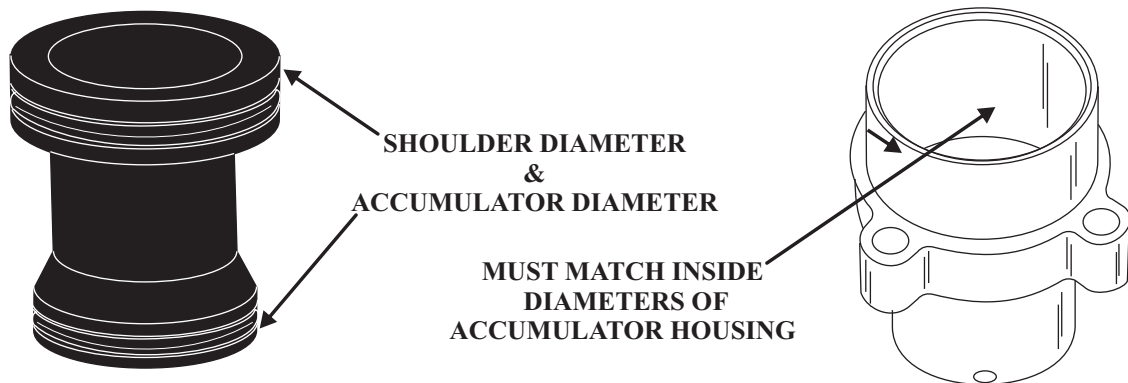 SHOULDER DIAMETER
&
ACCUMULATOR DIAMETER
MUST MATCH INSIDE
DIAMETERS OF
ACCUMULATOR HOUSING